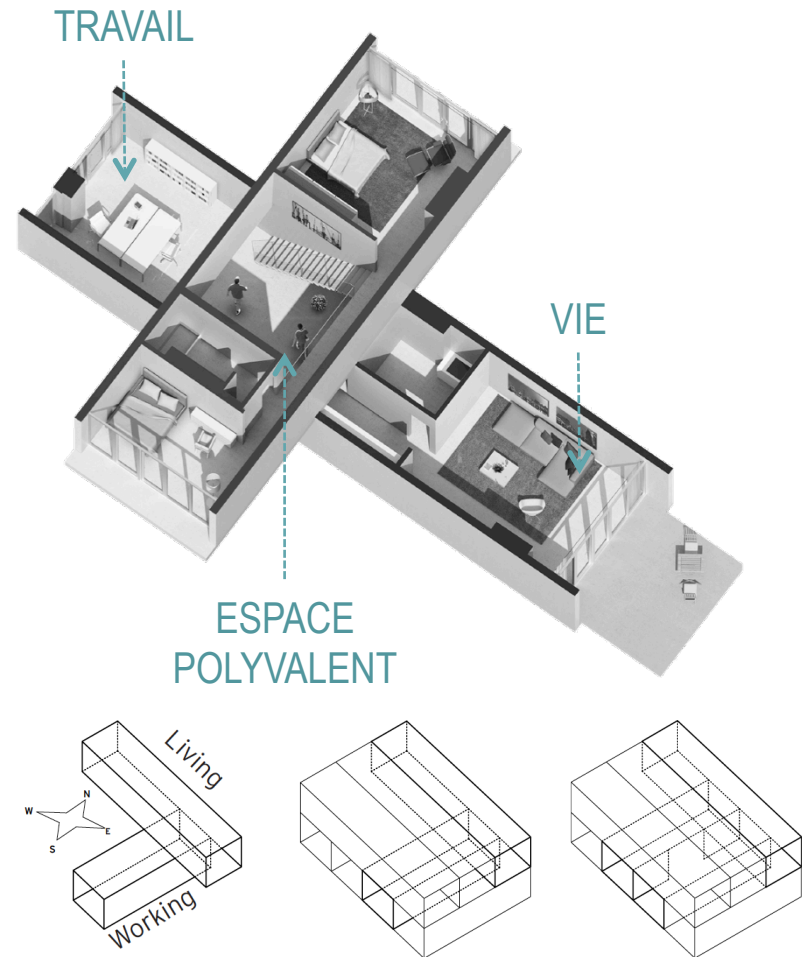 TRAVAIL
VIE
ESPACE
POLYVALENT
Living
N
W
E
S
Working